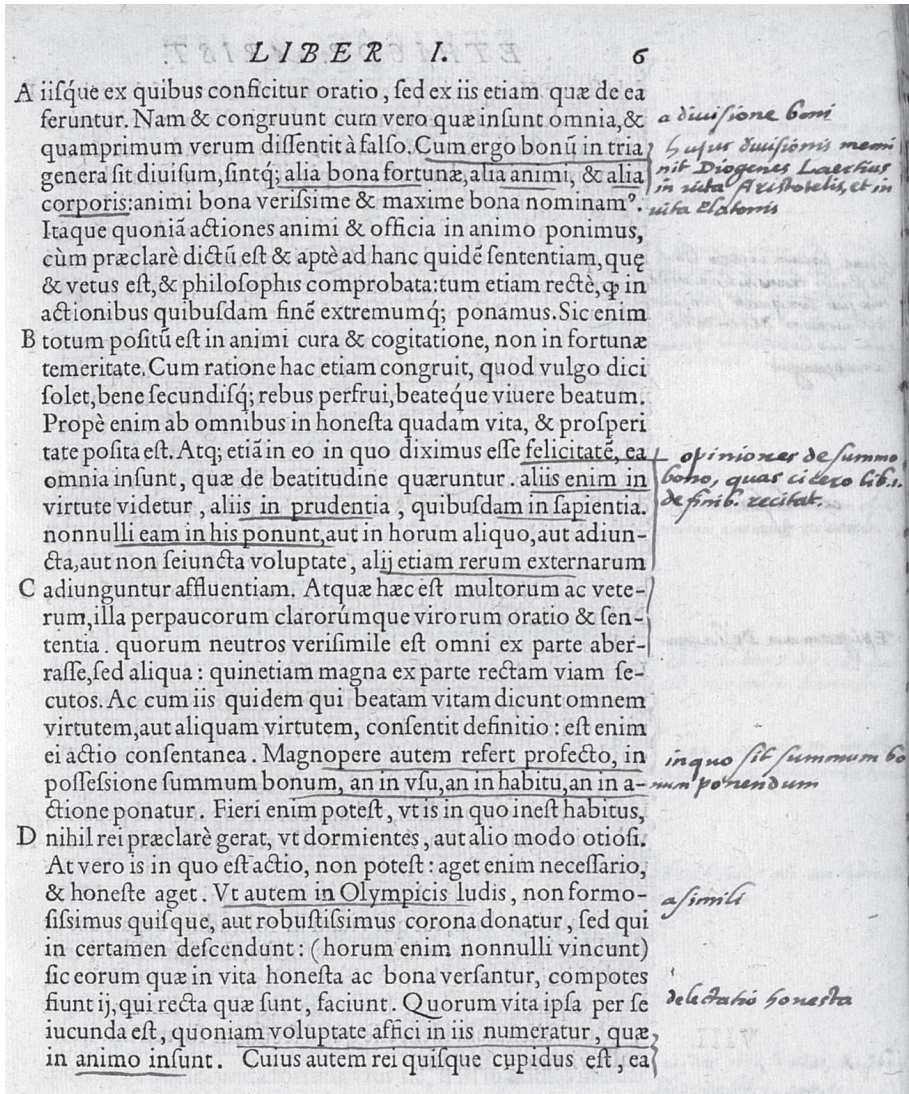 LIBER I. 6
A iiſque ex quibus conficitur oratio, ſed ex iis etiam quæ de ea
feruntur. Nam & congruunt cum vero quæ inſunt omnia, &
quamprimum verum diſſentit à falſo. Cum ergo bonū in tria
genera ſit diuiſum, ſintq́; alia bona fortunæ, alia animi, & alia
corporis: animi bona veriſsime & maxime bona nominamꝰ.
Itaque quoniā actiones animi & officia in animo ponimus,
cùm præclarè dictū eſt & aptè ad hanc quidē ſententiam, quę
& vetus eſt, & philoſophis comprobata: tum etiam rectè, ꝙ in
actionibus quibuſdam finē extremumq́; ponamus. Sic enim
B totum poſitū eſt in animi cura & cogitatione, non in fortunæ
temeritate. Cum ratione hac etiam congruit, quod vulgo dici
ſolet, bene ſecundiſq́; rebus perfrui, beateq́ue viuere beatum.
Propè enim ab omnibus in honeſta quadam vita, & proſperi
tate poſita eſt. Atq; etiā in eo in quo diximus eſſe felicitatē, ea
omnia inſunt, quæ de beatitudine quæruntur. aliis enim in
virtute videtur, aliis in prudentia, quibuſdam in ſapientia.
nonnulli eam in his ponunt, aut in horum aliquo, aut adiun-
cta, aut non ſeiuncta voluptate, alij etiam rerum externarum
C adiunguntur affluentiam. Atquæ hæc eſt multorum ac vete-
rum, illa perpaucorum clarorúmque virorum oratio & ſen-
tentia. quorum neutros veriſimile eſt omni ex parte aber-
raſſe, ſed aliqua: quinetiam magna ex parte rectam viam ſe-
cutos. Ac cum iis quidem qui beatam vitam dicunt omnem
virtutem, aut aliquam virtutem, conſentit definitio: eſt enim
ei actio conſentanea. Magnopere autem refert profecto, in
poſſeſsione ſummum bonum, an in vſu, an in habitu, an in a-
ctione ponatur. Fieri enim poteſt, vt is in quo ineſt habitus,
D nihil rei præclarè gerat, vt dormientes, aut alio modo otioſi.
At vero is in quo eſt actio, non poteſt: aget enim neceſſario,
& honeſte aget. Vt autem in Olympicis ludis, non formo-
ſiſsimus quiſque, aut robuſtiſsimus corona donatur, ſed qui
in certamen deſcendunt: (horum enim nonnulli vincunt)
ſic eorum quæ in vita honeſta ac bona verſantur, compotes
fiunt ij, qui recta quæ ſunt, faciunt. Quorum vita ipſa per ſe
iucunda eſt, quoniam voluptate affici in iis numeratur, quæ
in animo inſunt. Cuius autem rei quiſque cupidus eſt, ea
a diuiſione boni
huius diuiſionis memi
nit Diogenes Laertius
in uita Ariſtotelis, et in
uita Platonis
opiniones de ſummo
bono, quas cicero lib. 1.
de finib. recitat.
in quo ſit ſummum bo
num ponendum
a ſimili
delectatio honeſta